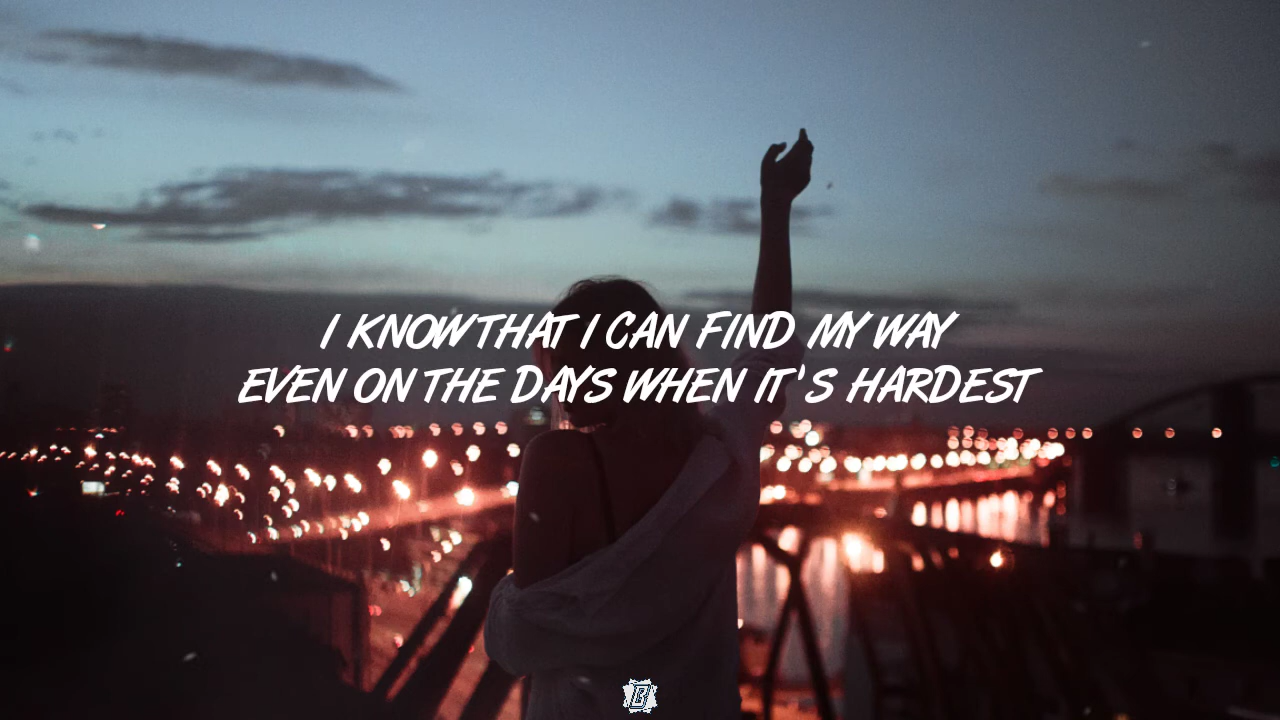 I KNOW THAT I CAN FIND MY WAY
EVEN ON THE DAYS WHEN IT'S HARDEST
B